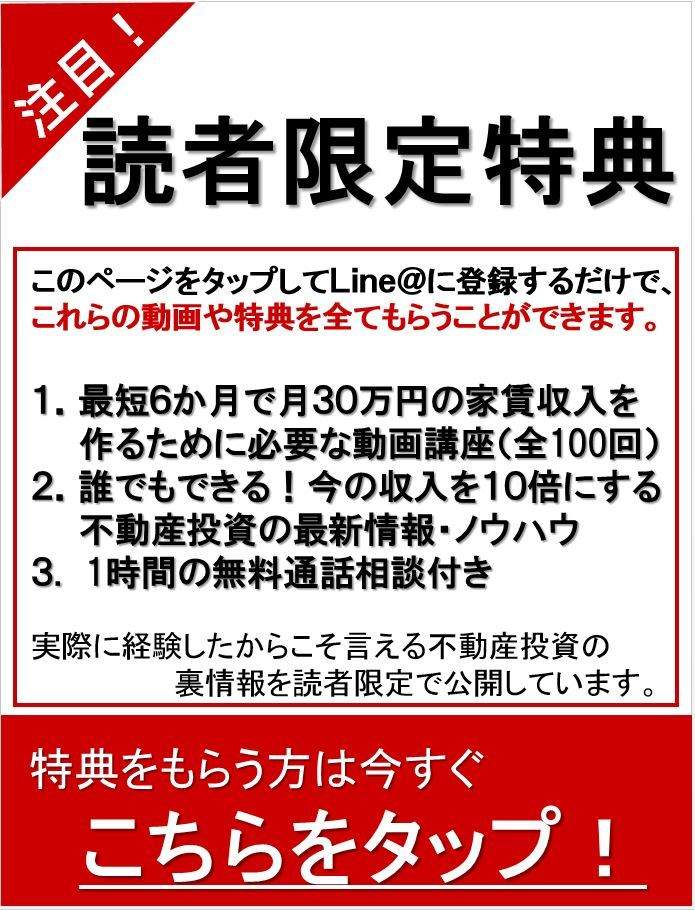 注目！
読者限定特典
このページをタップしてLine@に登録するだけで、
これらの動画や特典を全てもらうことができます。
１．最短6か月で月30万円の家賃収入を
作るために必要な動画講座（全100回）
２．誰でもできる！今の収入を10倍にする
不動産投資の最新情報・ノウハウ
3. 1時間の無料通話相談付き
実際に経験したからこそ言える不動産投資の
裏情報を読者限定で公開しています。
特典をもらう方は今すぐ
こちらをタップ！